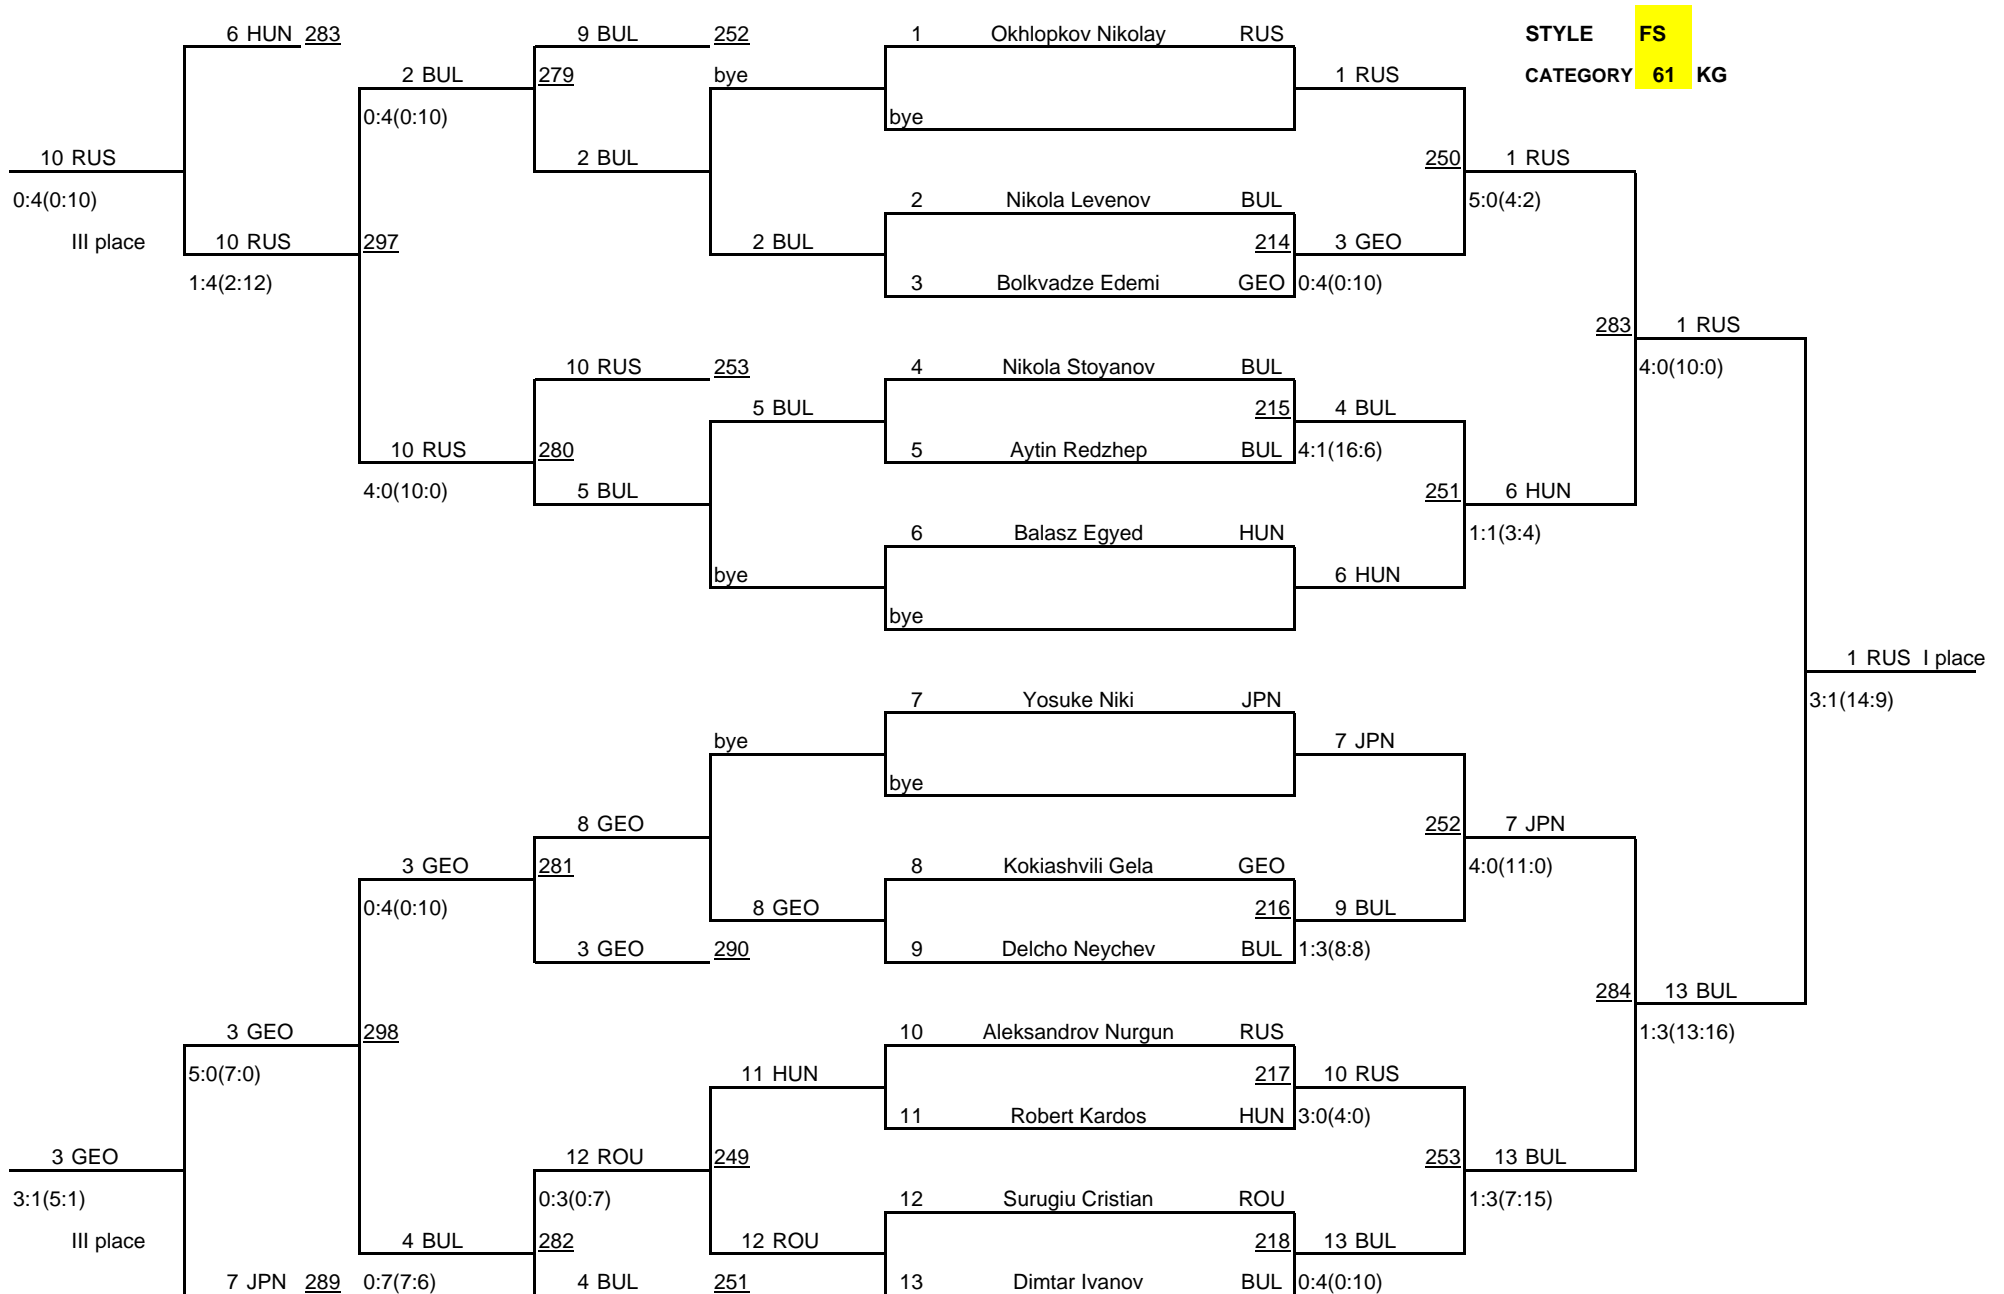 6 HUN 283 9 BUL 252 1 Okhlopkov Nikolay RUS STYLE FS
2 BUL 279 bye 1 RUS CATEGORY 61 KG
0:4(0:10) bye
10 RUS 2 BUL 250 1 RUS
0:4(0:10) 2 Nikola Levenov BUL 5:0(4:2)
III place 10 RUS 297 2 BUL 214 3 GEO
1:4(2:12) 3 Bolkvadze Edemi GEO 0:4(0:10)
283 1 RUS
10 RUS 253 4 Nikola Stoyanov BUL 4:0(10:0)
5 BUL 215 4 BUL
10 RUS 280 5 Aytin Redzhep BUL 4:1(16:6)
4:0(10:0) 5 BUL 251 6 HUN
6 Balasz Egyed HUN 1:1(3:4)
bye 6 HUN
bye
1 RUS I place
7 Yosuke Niki JPN 3:1(14:9)
bye 7 JPN
bye
8 GEO 252 7 JPN
3 GEO 281 8 Kokiashvili Gela GEO 4:0(11:0)
0:4(0:10) 8 GEO 216 9 BUL
3 GEO 290 9 Delcho Neychev BUL 1:3(8:8)
284 13 BUL
3 GEO 298 10 Aleksandrov Nurgun RUS 1:3(13:16)
5:0(7:0) 11 HUN 217 10 RUS
11 Robert Kardos HUN 3:0(4:0)
3 GEO 12 ROU 249 253 13 BUL
3:1(5:1) 0:3(0:7) 12 Surugiu Cristian ROU 1:3(7:15)
III place 4 BUL 282 12 ROU 218 13 BUL
7 JPN 289 0:7(7:6) 4 BUL 251 13 Dimtar Ivanov BUL 0:4(0:10)